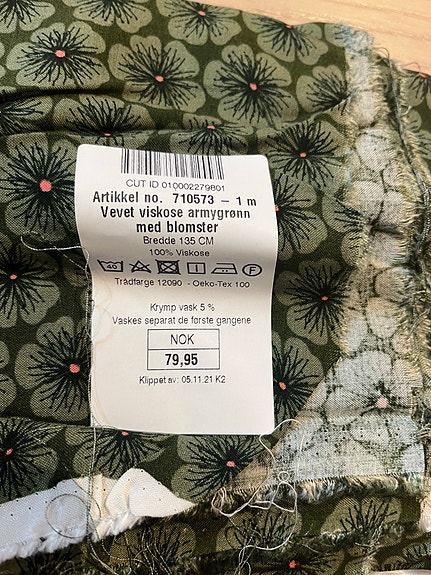 CUT ID 010002279801
Artikkel no. 710573 – 1 m
Vevet viskose armygrønn
med blomster
Bredde 135 CM
100% Viskose
40 F
Trådfarge 12090 - Oeko-Tex 100
Krymp vask 5 %
Vaskes separat de første gangene
NOK
79,95
Klippet av: 05.11.21 K2